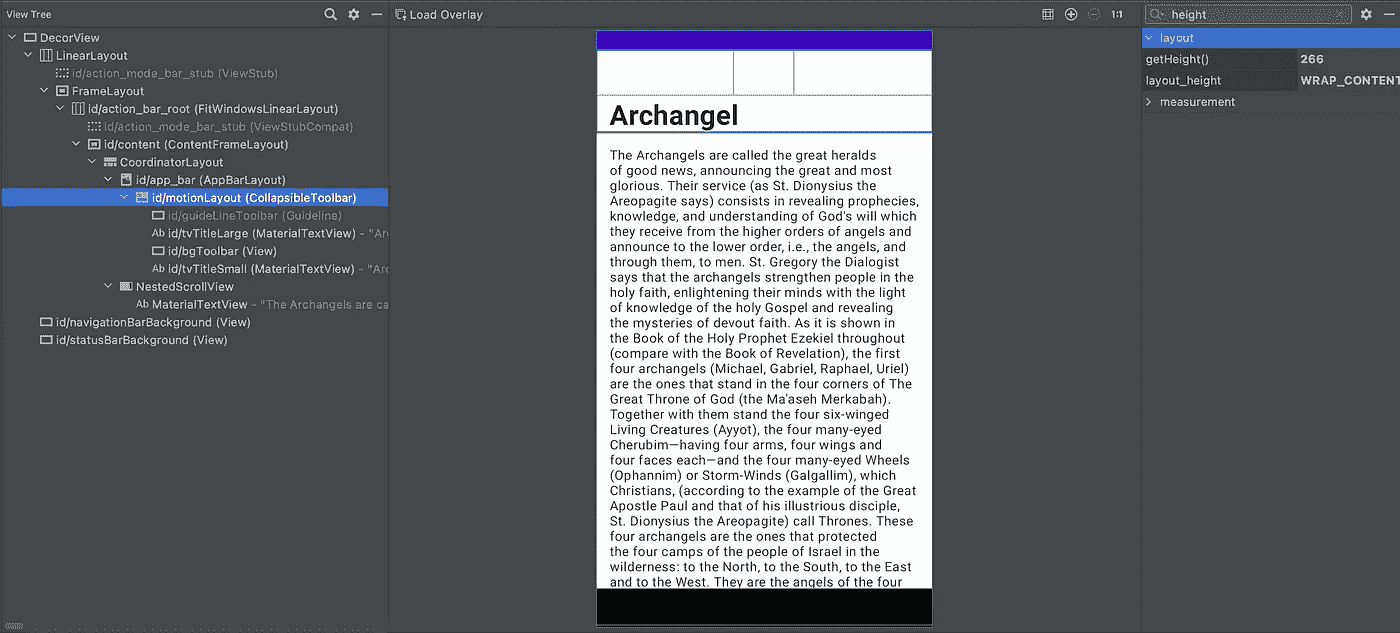 View Tree
Load Overlay
1:1
height
DecorView
LinearLayout
id/action_mode_bar_stub (ViewStub)
FrameLayout
id/action_bar_root (FitWindowsLinearLayout)
id/action_mode_bar_stub (ViewStubCompat)
id/content (ContentFrameLayout)
CoordinatorLayout
id/app_bar (AppBarLayout)
id/motionLayout (CollapsibleToolbar)
id/guideLineToolbar (Guideline)
Ab id/tvTitleLarge (MaterialTextView) - "Ar
id/bgToolbar (View)
Ab id/tvTitleSmall (MaterialTextView) - "Arc
NestedScrollView
Ab MaterialTextView - "The Archangels are ca
id/navigationBarBackground (View)
id/statusBarBackground (View)
Archangel
The Archangels are called the great heralds
of good news, announcing the great and most
glorious. Their service (as St. Dionysius the
Areopagite says) consists in revealing prophecies,
knowledge, and understanding of God's will which
they receive from the higher orders of angels and
announce to the lower order, i.e., the angels, and
through them, to men. St. Gregory the Dialogist
says that the archangels strengthen people in the
holy faith, enlightening their minds with the light
of knowledge of the holy Gospel and revealing
the mysteries of devout faith. As it is shown in
the Book of the Holy Prophet Ezekiel throughout
(compare with the Book of Revelation), the first
four archangels (Michael, Gabriel, Raphael, Uriel)
are the ones that stand in the four corners of The
Great Throne of God (the Ma'aseh Merkabah).
Together with them stand the four six-winged
Living Creatures (Ayyot), the four many-eyed
Cherubim—having four arms, four wings and
four faces each—and the four many-eyed Wheels
(Ophannim) or Storm-Winds (Galgallim), which
Christians, (according to the example of the Great
Apostle Paul and that of his illustrious disciple,
St. Dionysius the Areopagite) call Thrones. These
four archangels are the ones that protected
the four camps of the people of Israel in the
wilderness: to the North, to the South, to the East
and to the West. They are the angels of the four
layout
getHeight() 266
layout_height WRAP_CONTENT
measurement